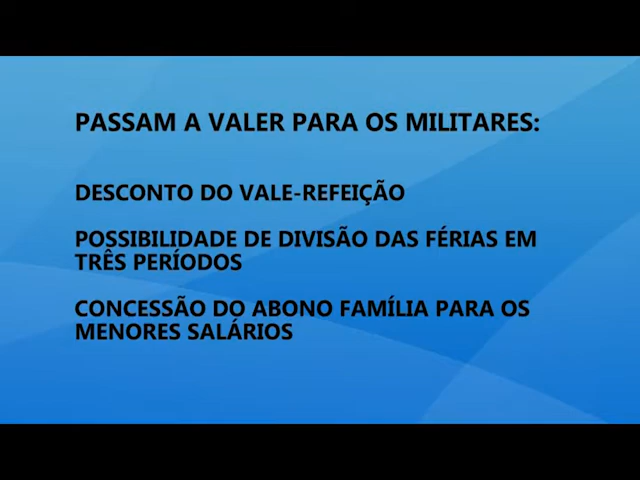 PASSAM A VALER PARA OS MILITARES:
DESCONTO DO VALE-REFEIÇÃO
POSSIBILIDADE DE DIVISÃO DAS FÉRIAS EM
TRÊS PERÍODOS
CONCESSÃO DO ABONO FAMÍLIA PARA OS
MENORES SALÁRIOS